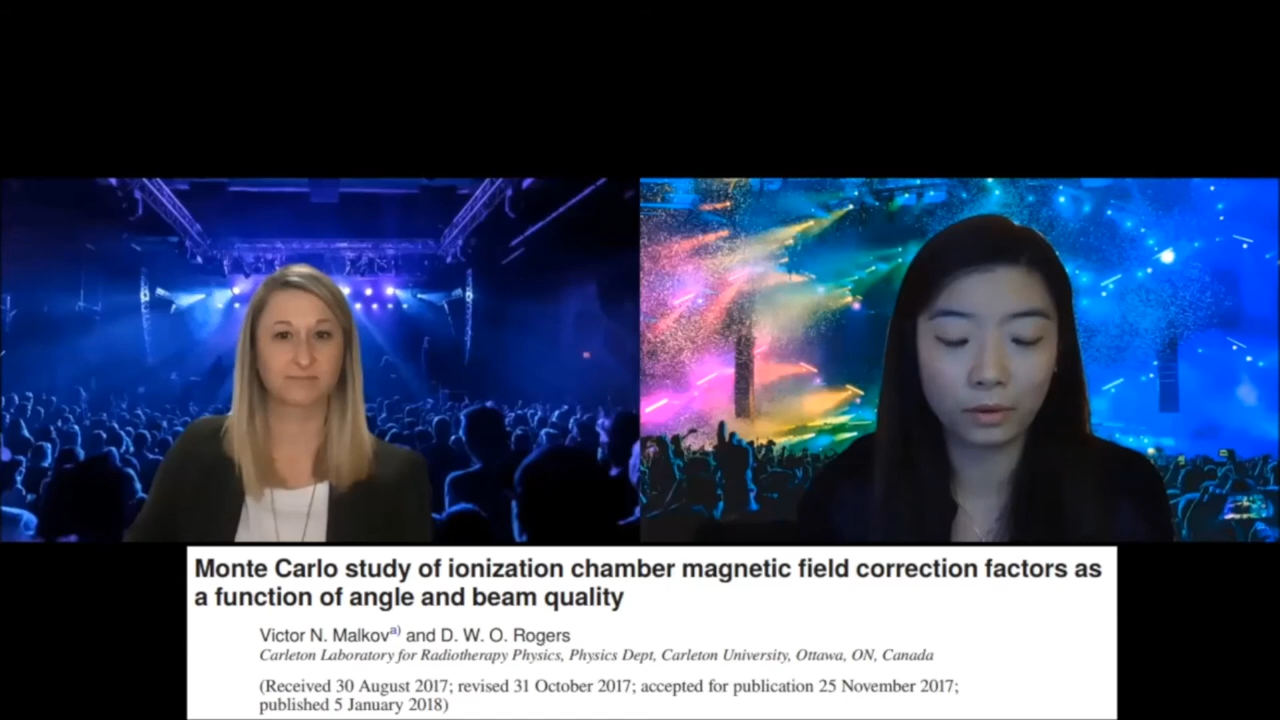 Monte Carlo study of ionization chamber magnetic field correction factors as
a function of angle and beam quality
Victor N. Malkov a) and D. W. O. Rogers
Carleton Laboratory for Radiotherapy Physics, Physics Dept, Carleton University, Ottawa, ON, Canada
(Received 30 August 2017; revised 31 October 2017; accepted for publication 25 November 2017;
published 5 January 2018)